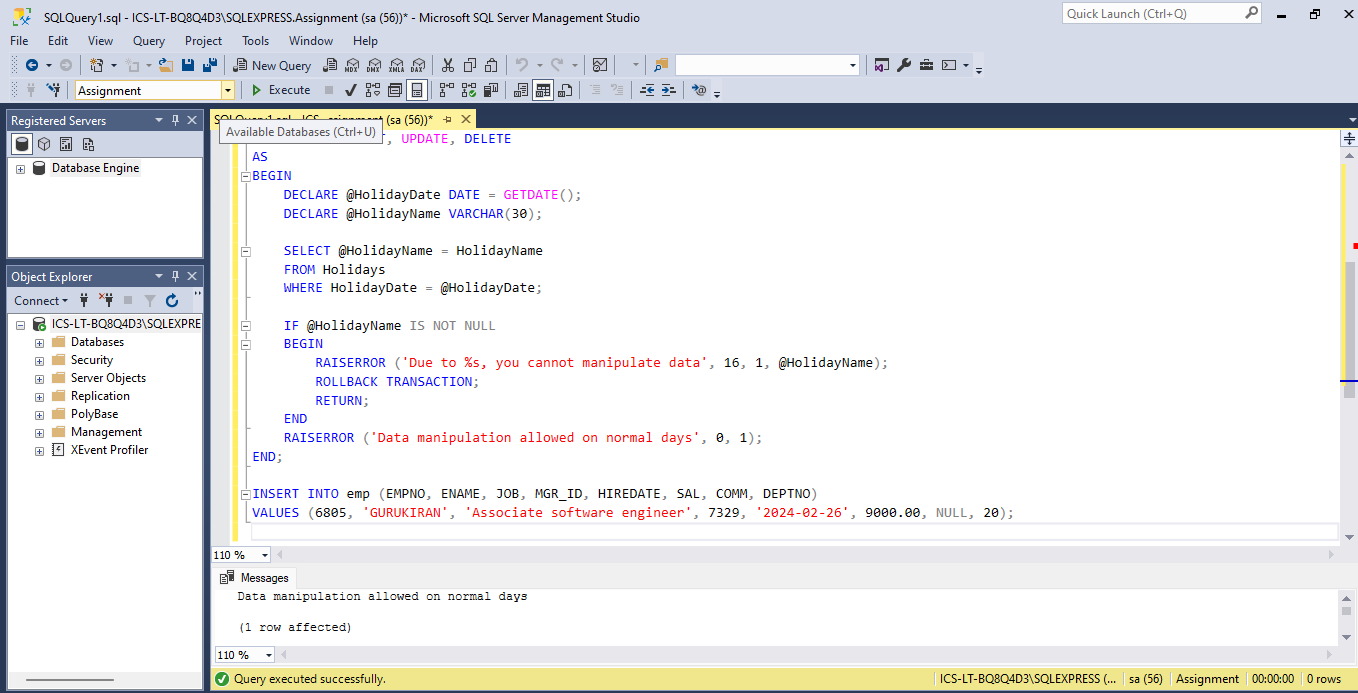 SQLQuery1.sql - ICS-LT-BQ8Q4D3\SQLEXPRESS.Assignment (sa (56))* - Microsoft SQL Server Management Studio
Quick Launch (Ctrl+Q)
File Edit View Query Project Tools Window Help
New Query
MDX DMX XMLA DAX
Assignment
Execute
Registered Servers
(sa (56))*
Available Databases (Ctrl+U)
, UPDATE, DELETE
Database Engine
AS
BEGIN
DECLARE @HolidayDate DATE = GETDATE();
DECLARE @HolidayName VARCHAR(30);
SELECT @HolidayName = HolidayName
FROM Holidays
WHERE HolidayDate = @HolidayDate;
IF @HolidayName IS NOT NULL
BEGIN
RAISERROR ('Due to %s, you cannot manipulate data', 16, 1, @HolidayName);
ROLLBACK TRANSACTION;
RETURN;
END
RAISERROR ('Data manipulation allowed on normal days', 0, 1);
END;
INSERT INTO emp (EMPNO, ENAME, JOB, MGR_ID, HIREDATE, SAL, COMM, DEPTNO)
VALUES (6805, 'GURUKIRAN', 'Associate software engineer', 7329, '2024-02-26', 9000.00, NULL, 20);
Object Explorer
Connect
ICS-LT-BQ8Q4D3\SQLEXPRE
Databases
Security
Server Objects
Replication
PolyBase
Management
XEvent Profiler
110 %
Messages
Data manipulation allowed on normal days
(1 row affected)
110 %
Query executed successfully.
ICS-LT-BQ8Q4D3\SQLEXPRESS (... sa (56) Assignment 00:00:00 0 rows